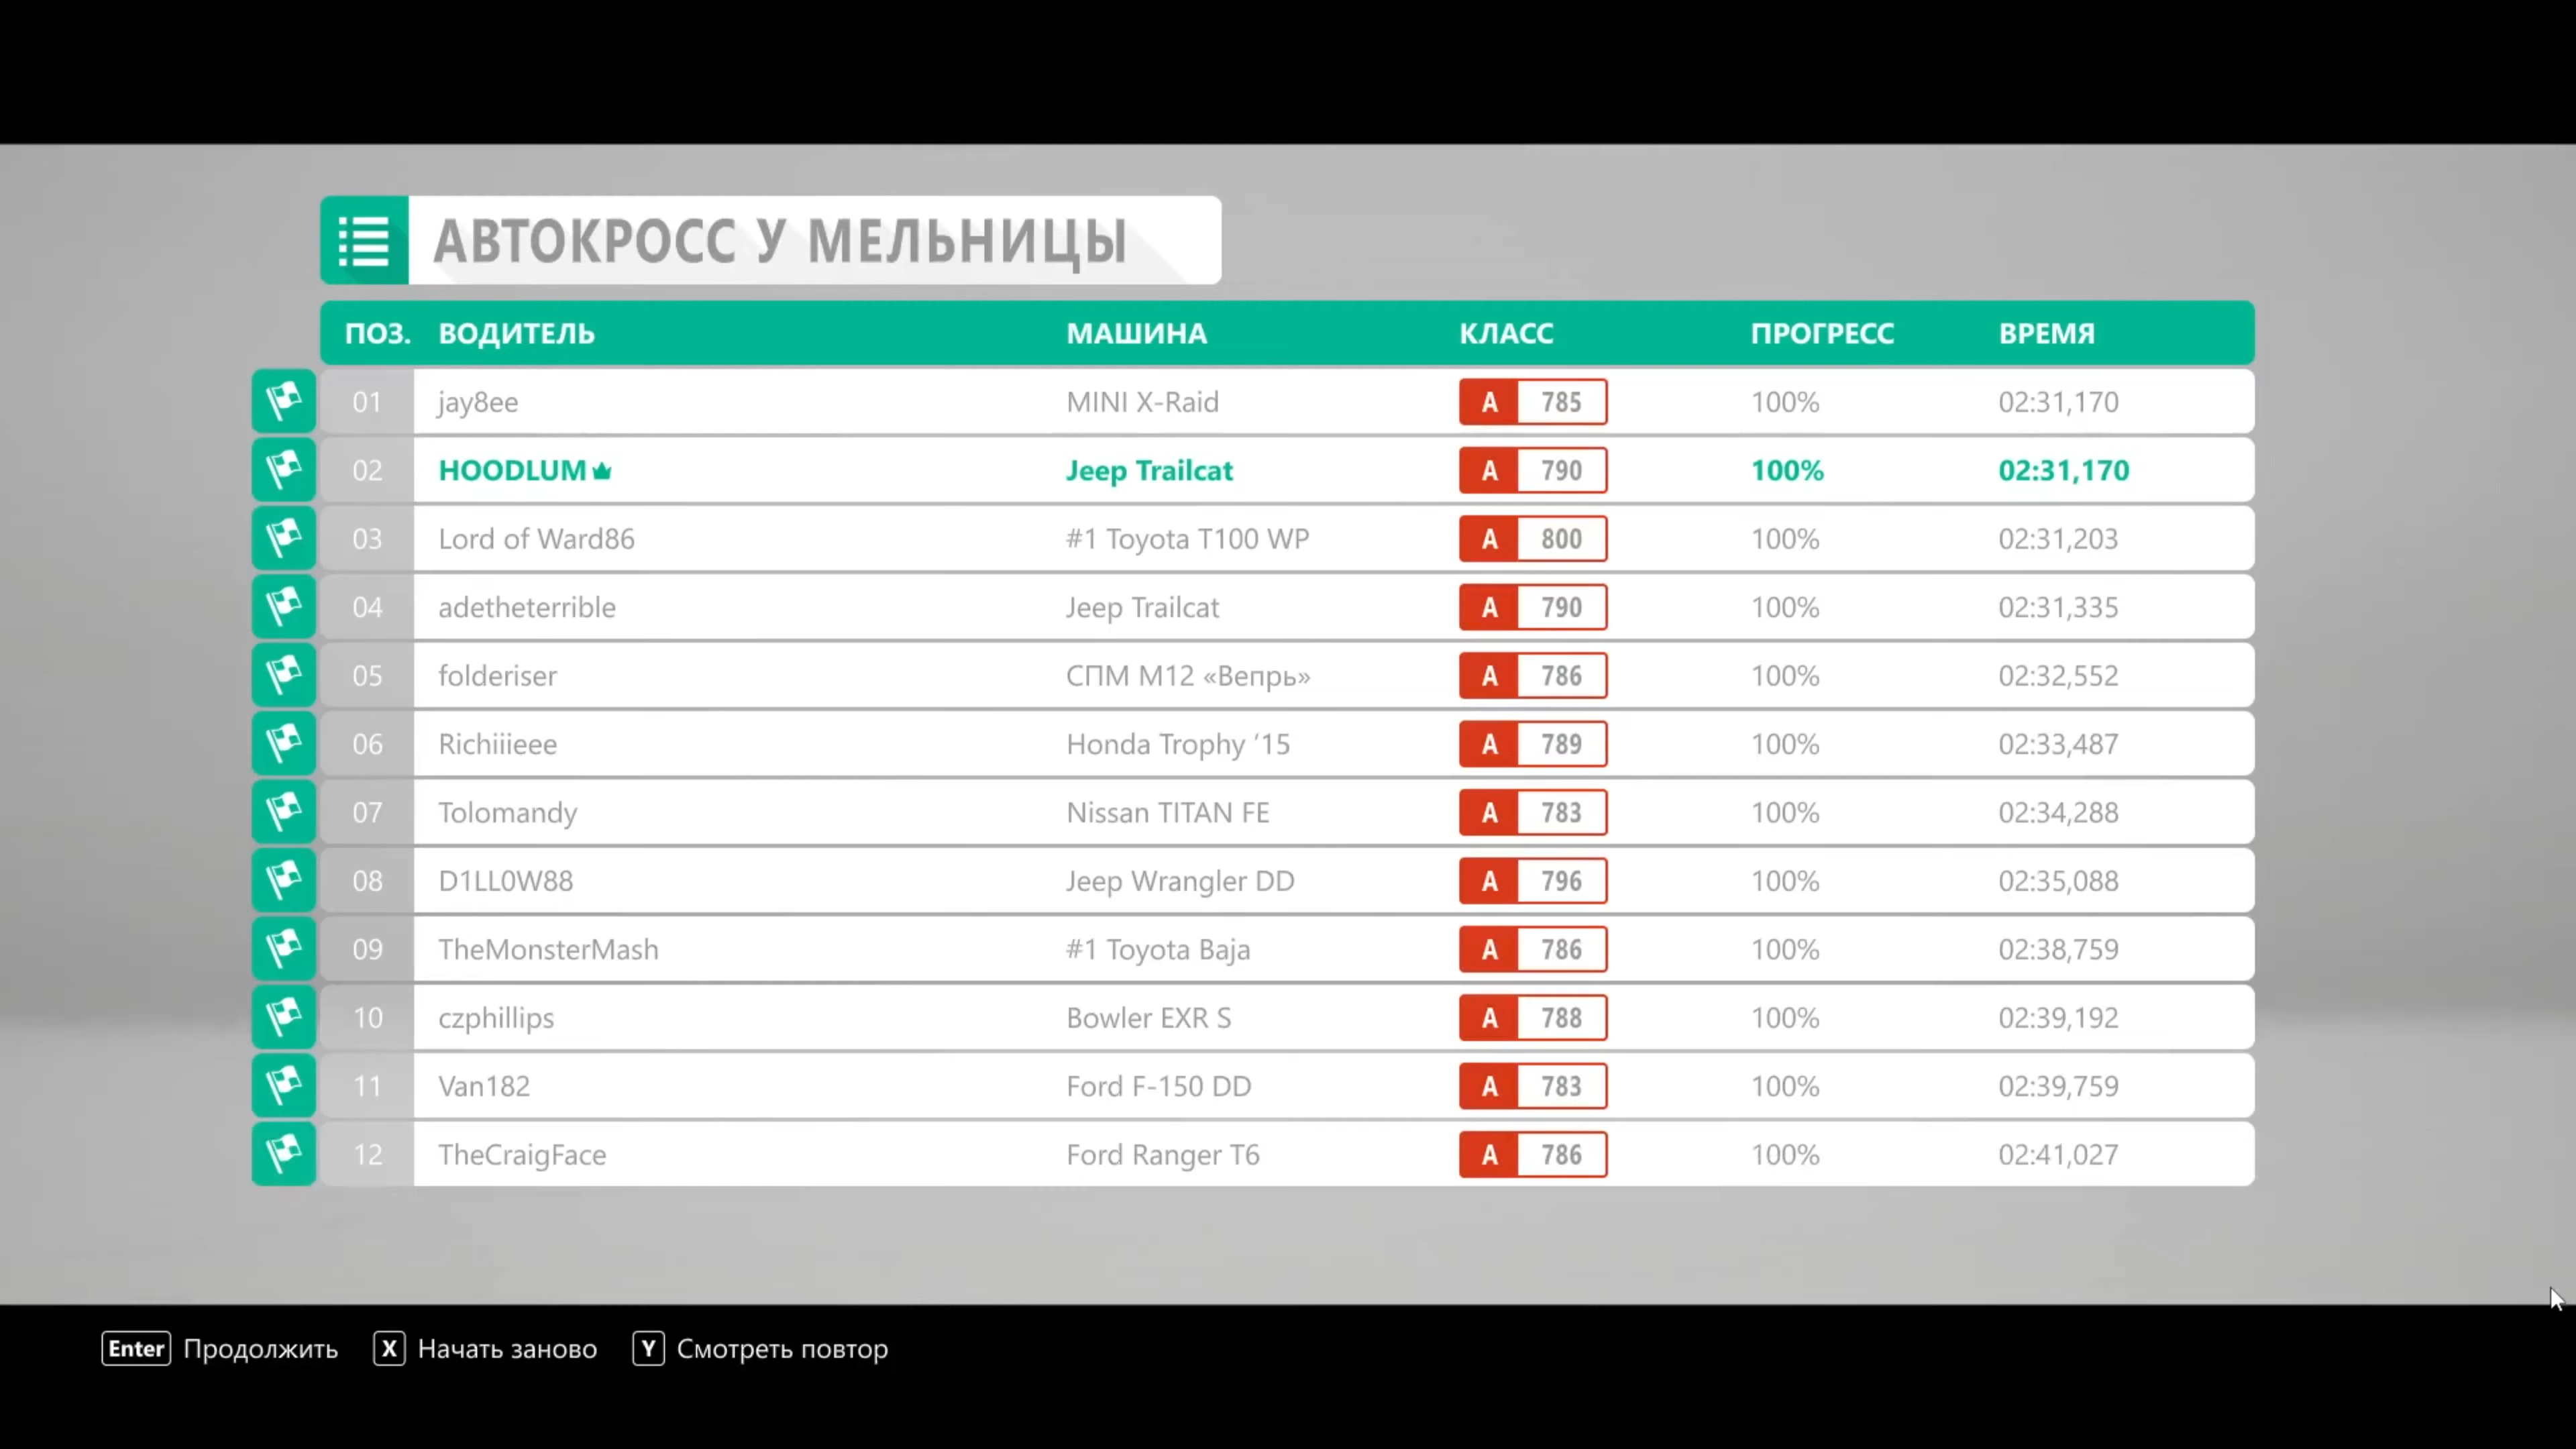 АВТОКРОСС У МЕЛЬНИЦЫ
ПОЗ. ВОДИТЕЛЬ МАШИНА КЛАСС ПРОГРЕСС ВРЕМЯ
01 jay8ee MINI X-Raid A 785 100% 02:31,170
02 HOODLUM Jeep Trailcat A 790 100% 02:31,170
03 Lord of Ward86 #1 Toyota T100 WP A 800 100% 02:31,203
04 adetheterrible Jeep Trailcat A 790 100% 02:31,335
05 folderiser СПМ М12 «Вепрь» A 786 100% 02:32,552
06 Richiiieee Honda Trophy ’15 A 789 100% 02:33,487
07 Tolomandy Nissan TITAN FE A 783 100% 02:34,288
08 D1LL0W88 Jeep Wrangler DD A 796 100% 02:35,088
09 TheMonsterMash #1 Toyota Baja A 786 100% 02:38,759
10 czphillips Bowler EXR S A 788 100% 02:39,192
11 Van182 Ford F-150 DD A 783 100% 02:39,759
12 TheCraigFace Ford Ranger T6 A 786 100% 02:41,027
Enter Продолжить X Начать заново Y Смотреть повтор